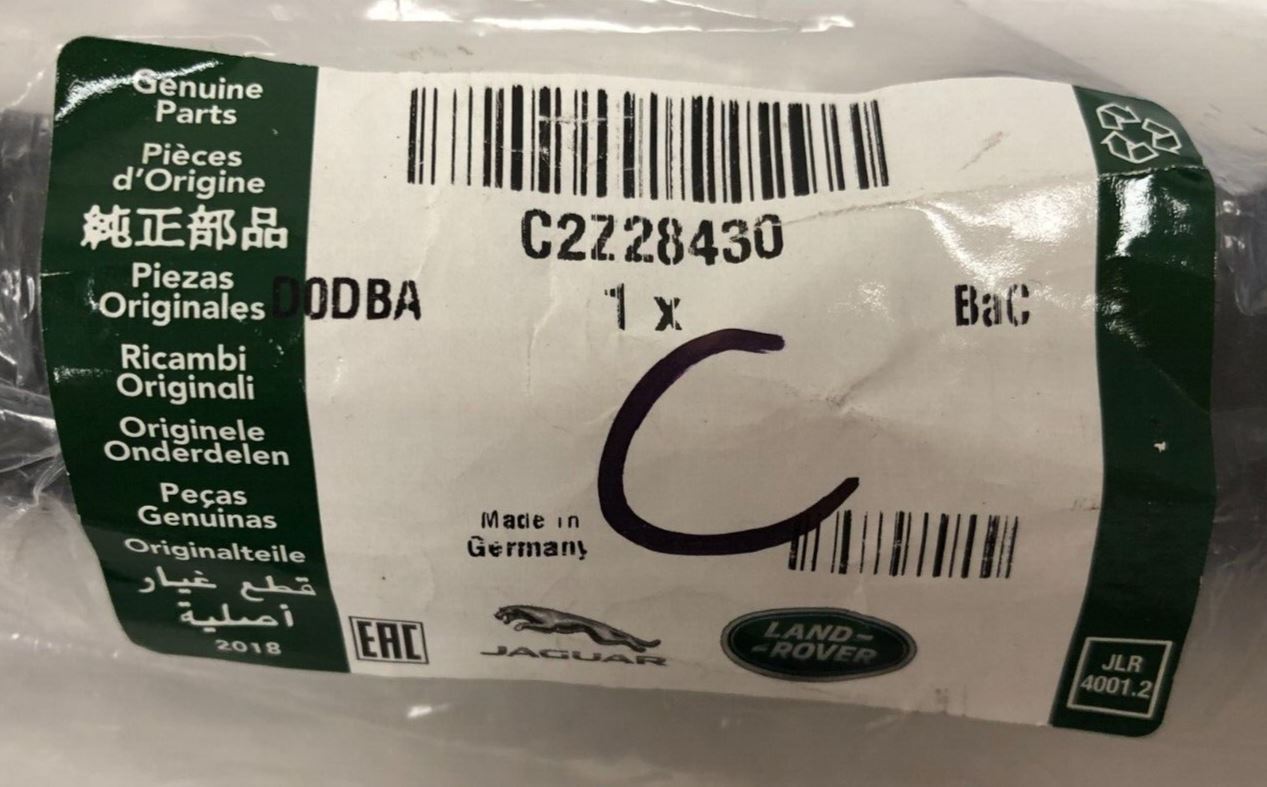 Genuine
Parts
Pièces
d'Origine
純正部品
Piezas
Originales
Ricambi
Originali
Originele
Onderdelen
Peças
Genuinas
Originalteile
قطع غيار
أصلية
2018
C2Z28430
D0DBA 1 x BaC
C
Made in
Germany
EAC
JAGUAR
LAND-
-ROVER
JLR
4001.2